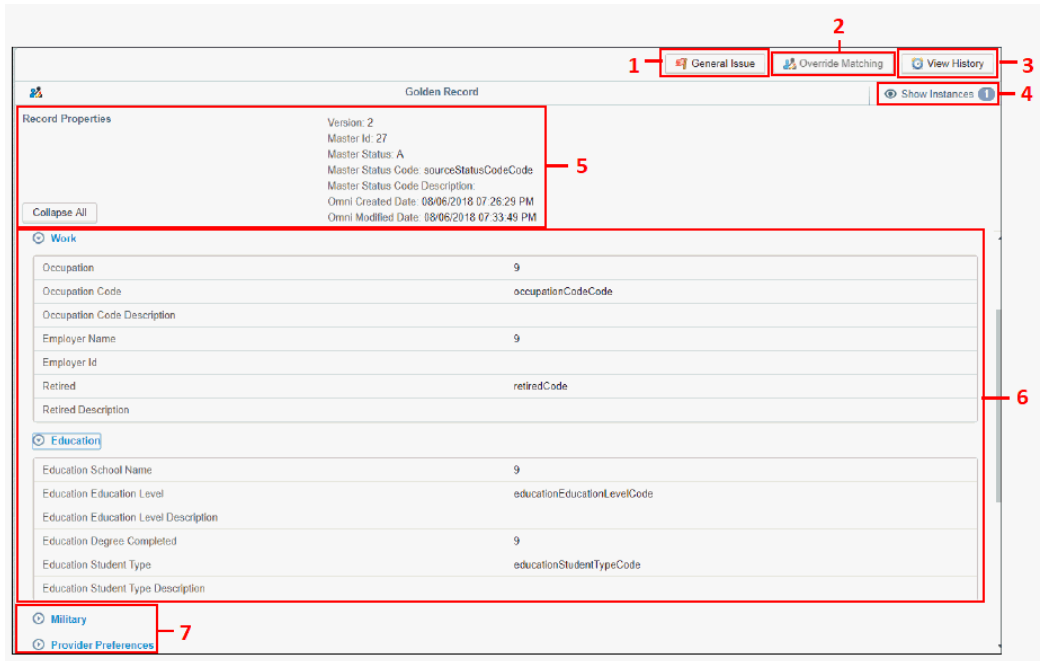 2
1 General Issue Override Matching View History 3
Golden Record Show Instances 1 4
Record Properties Version: 2
Master Id: 27
Master Status: A
Master Status Code: sourceStatusCodeCode 5
Master Status Code Description:
Omni Created Date: 08/06/2018 07:26:29 PM
Collapse All Omni Modified Date: 08/06/2018 07:33:49 PM
Work
Occupation 9
Occupation Code occupationCodeCode
Occupation Code Description
Employer Name 9
Employer Id
Retired retiredCode
6
Retired Description
Education
Education School Name 9
Education Education Level educationEducationLevelCode
Education Education Level Description
Education Degree Completed 9
Education Student Type educationStudentTypeCode
Education Student Type Description
Military
7
Provider Preferences